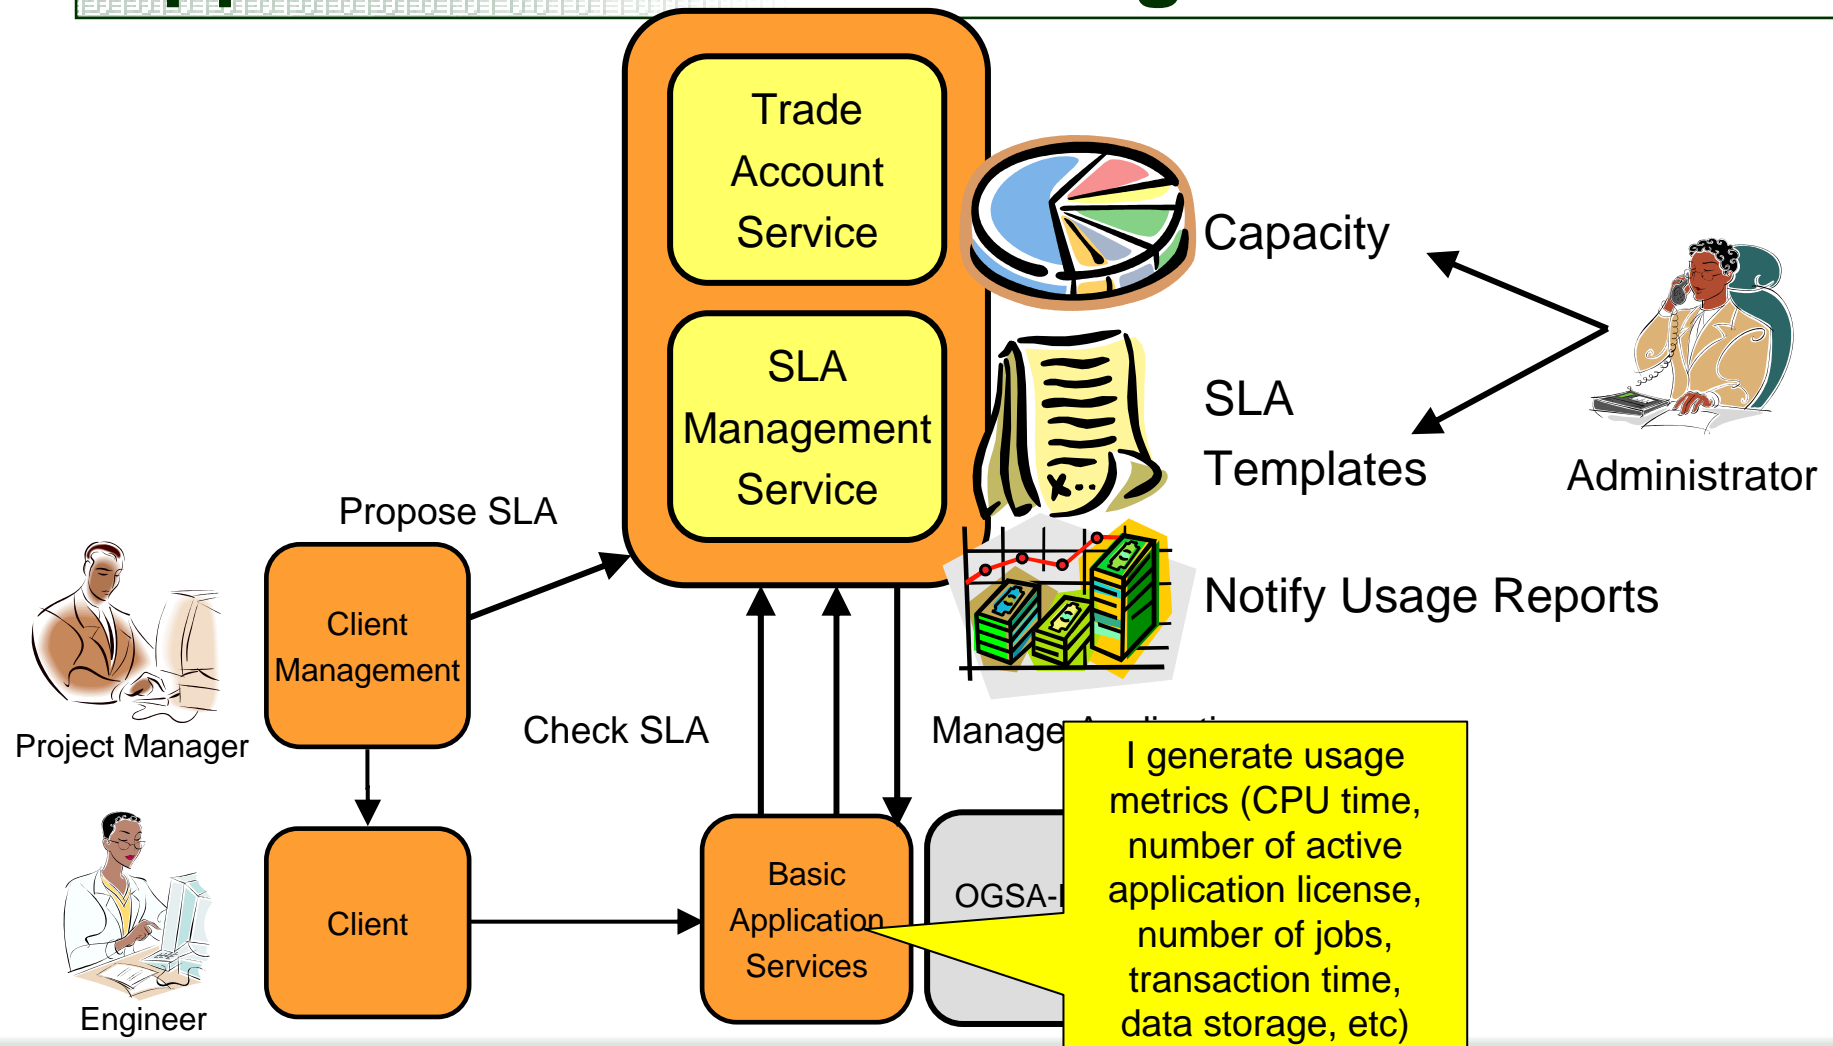 Trade
Account
Service
Capacity
SLA
Management
Service
SLA
Templates
Administrator
Propose SLA
Notify Usage Reports
Client
Management
Project Manager
Check SLA
Manage
I generate usage
metrics (CPU time,
number of active
application license,
number of jobs,
transaction time,
data storage, etc)
Basic
Application
Services
OGSA-
Client
Engineer